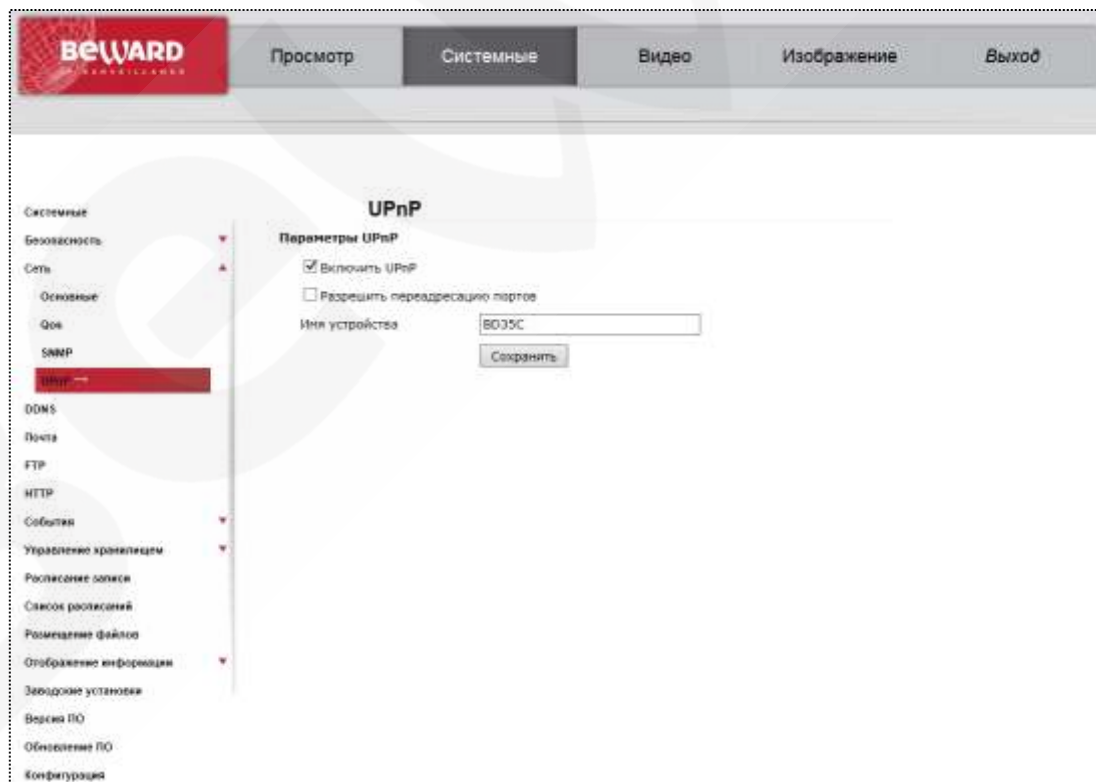 BEWARD
Просмотр
Системные
Видео
Изображение
Выход
Системные
Безопасность
Сеть
Основные
Qos
SNMP
UPnP
DDNS
Почта
FTP
HTTP
События
Управление хранилищем
Расписание записи
Список расписаний
Размещение файлов
Отображение информации
Заводские установки
Версия ПО
Обновление ПО
Конфигурация
UPnP
Параметры UPnP
Включить UPnP
Разрешить переадресацию портов
Имя устройства BD35C
Сохранить